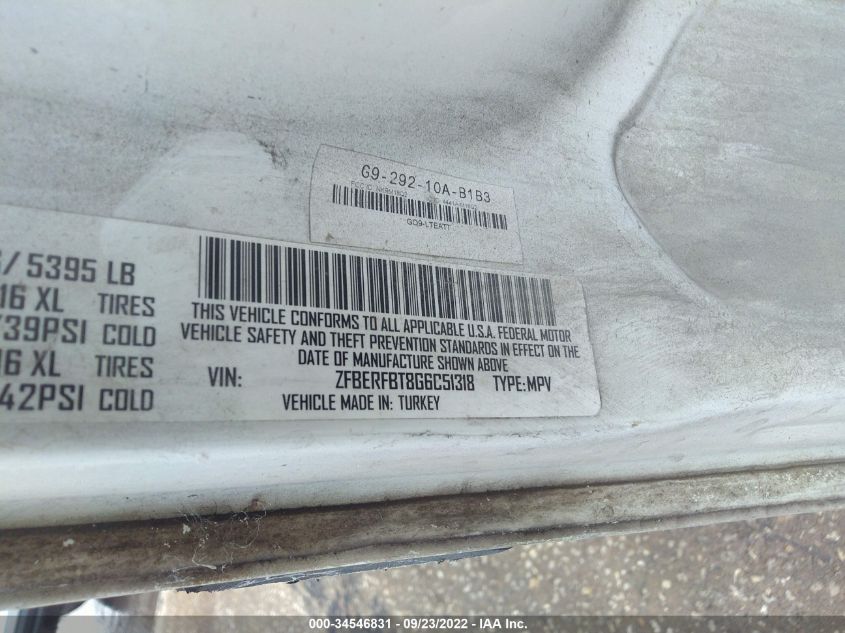 G9-292-10A-B1B3
GD9-LTEATT
/ 5395 LB
16 XL TIRES
/39PSI COLD
16 XL TIRES
42PSI COLD
THIS VEHICLE CONFORMS TO ALL APPLICABLE U.S.A. FEDERAL MOTOR
VEHICLE SAFETY AND THEFT PREVENTION STANDARDS IN EFFECT ON THE
DATE OF MANUFACTURE SHOWN ABOVE
VIN: ZFBERFBT8G6C51318 TYPE:MPV
VEHICLE MADE IN: TURKEY
000-34546831 - 09/23/2022 - IAA Inc.